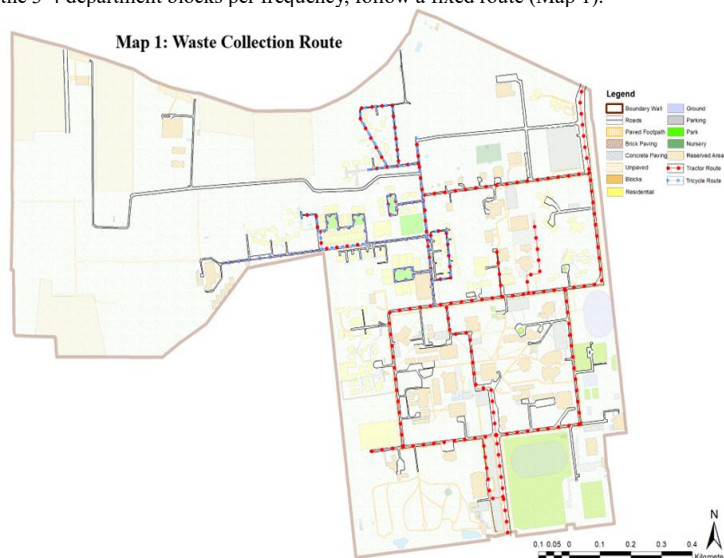 the 3-4 department blocks per frequency, follow a fixed route (Map 1).
Map 1: Waste Collection Route
Legend
Boundary Wall
Roads
Paved Footpath
Brick Paving
Concrete Paving
Unpaved
Blocks
Residential
Ground
Parking
Park
Nursery
Reserved Area
Tractor Route
Tricycle Route
N
0.1 0.05 0 0.1 0.2 0.3 0.4